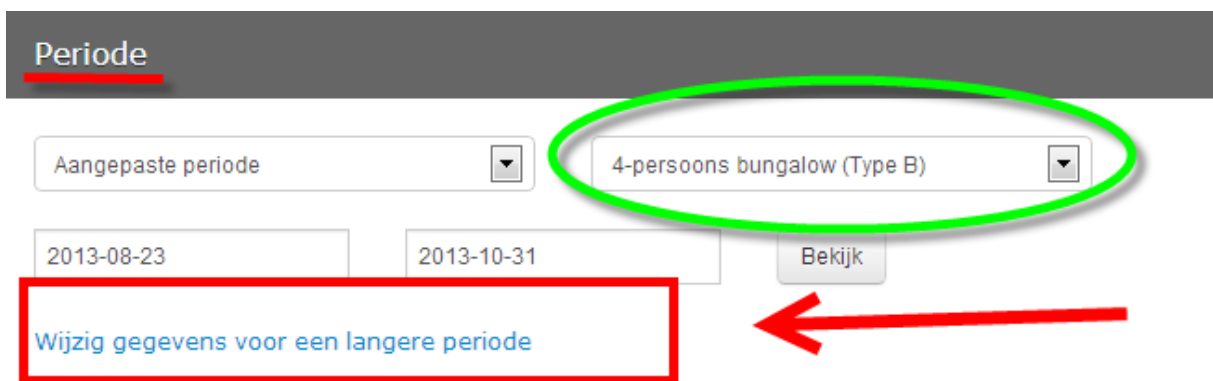 Periode
Aangepaste periode 4-persoons bungalow (Type B)
2013-08-23 2013-10-31 Bekijk
Wijzig gegevens voor een langere periode